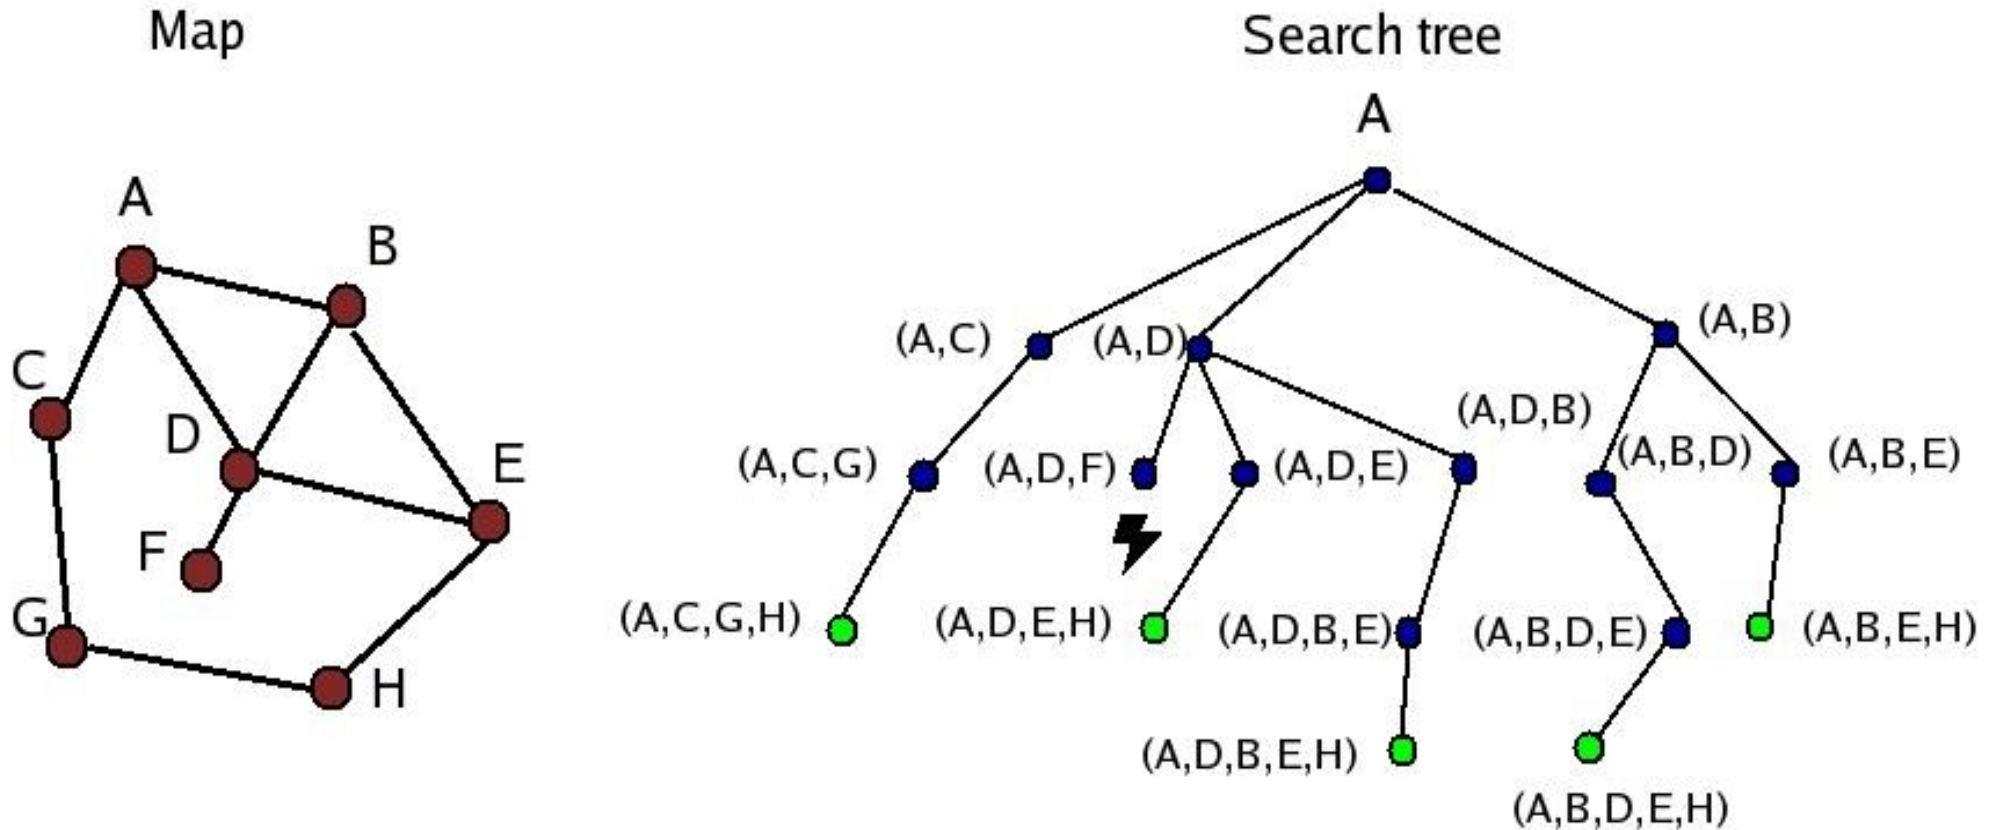 Map
Search tree
A
A
B
C
D
E
F
G
H
(A,C)
(A,D)
(A,B)
(A,D,B)
(A,C,G)
(A,D,F)
(A,D,E)
(A,B,D)
(A,B,E)
(A,C,G,H)
(A,D,E,H)
(A,D,B,E)
(A,B,D,E)
(A,B,E,H)
(A,D,B,E,H)
(A,B,D,E,H)